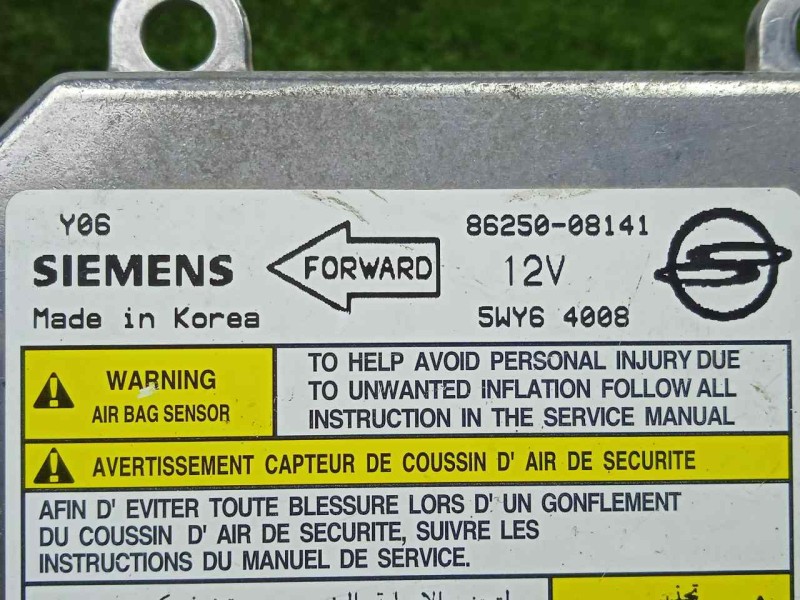 Y06
86250-08141
SIEMENS
FORWARD
12V
Made in Korea
5WY6 4008
WARNING
AIR BAG SENSOR
TO HELP AVOID PERSONAL INJURY DUE
TO UNWANTED INFLATION FOLLOW ALL
INSTRUCTION IN THE SERVICE MANUAL
AVERTISSEMENT CAPTEUR DE COUSSIN D' AIR DE SECURITE
AFIN D' EVITER TOUTE BLESSURE LORS D' UN GONFLEMENT
DU COUSSIN D' AIR DE SECURITE, SUIVRE LES
INSTRUCTIONS DU MANUEL DE SERVICE.
تحذير